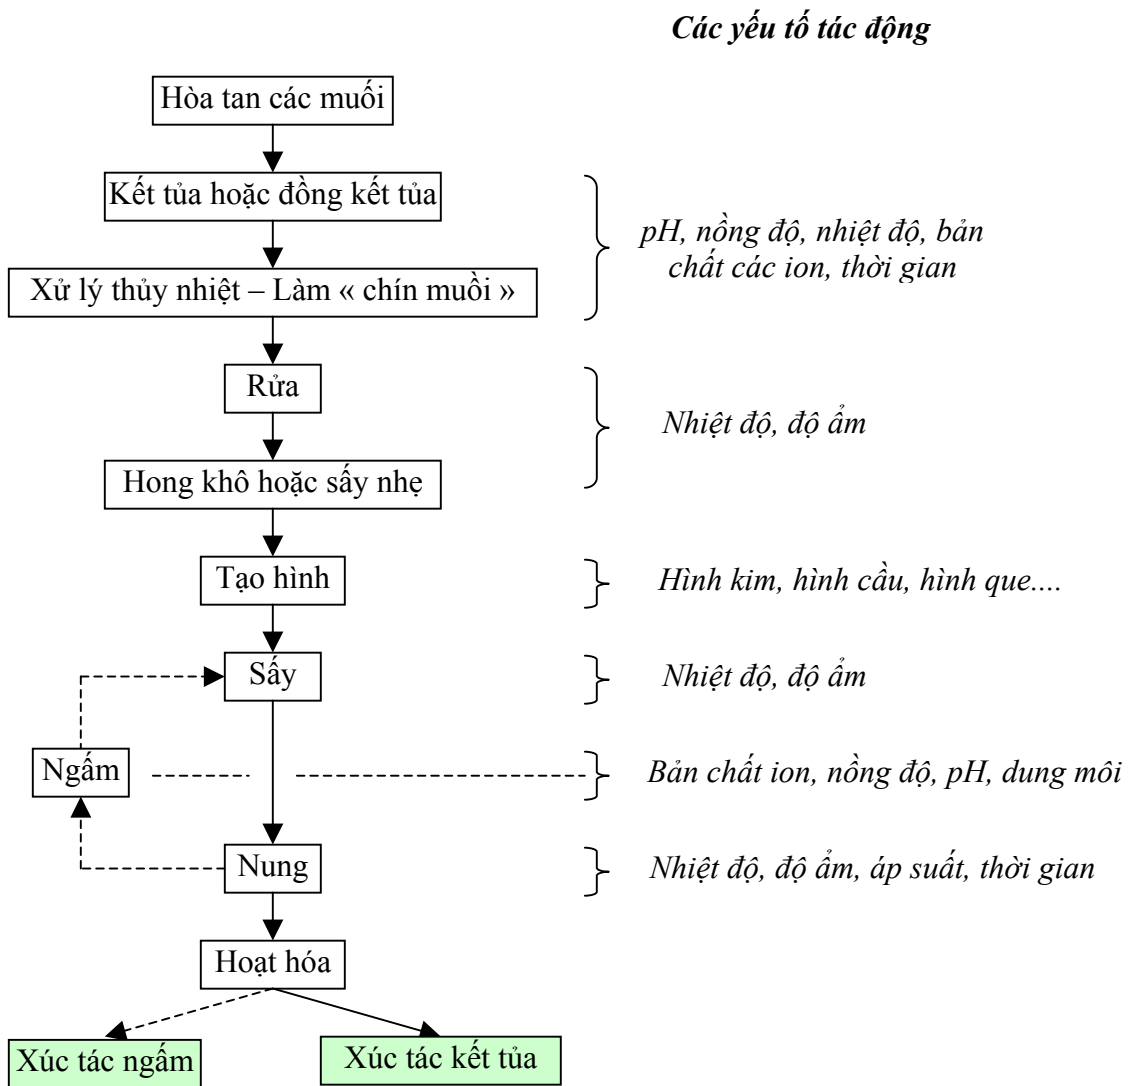 Các yếu tố tác động
Hòa tan các muối
Kết tủa hoặc đồng kết tủa
pH, nồng độ, nhiệt độ, bản
chất các ion, thời gian
Xử lý thủy nhiệt – Làm « chín muồi »
Rửa
Nhiệt độ, độ ẩm
Hong khô hoặc sấy nhẹ
Tạo hình
Hình kim, hình cầu, hình que....
Sấy
Nhiệt độ, độ ẩm
Ngấm
Bản chất ion, nồng độ, pH, dung môi
Nung
Nhiệt độ, độ ẩm, áp suất, thời gian
Hoạt hóa
Xúc tác ngấm
Xúc tác kết tủa